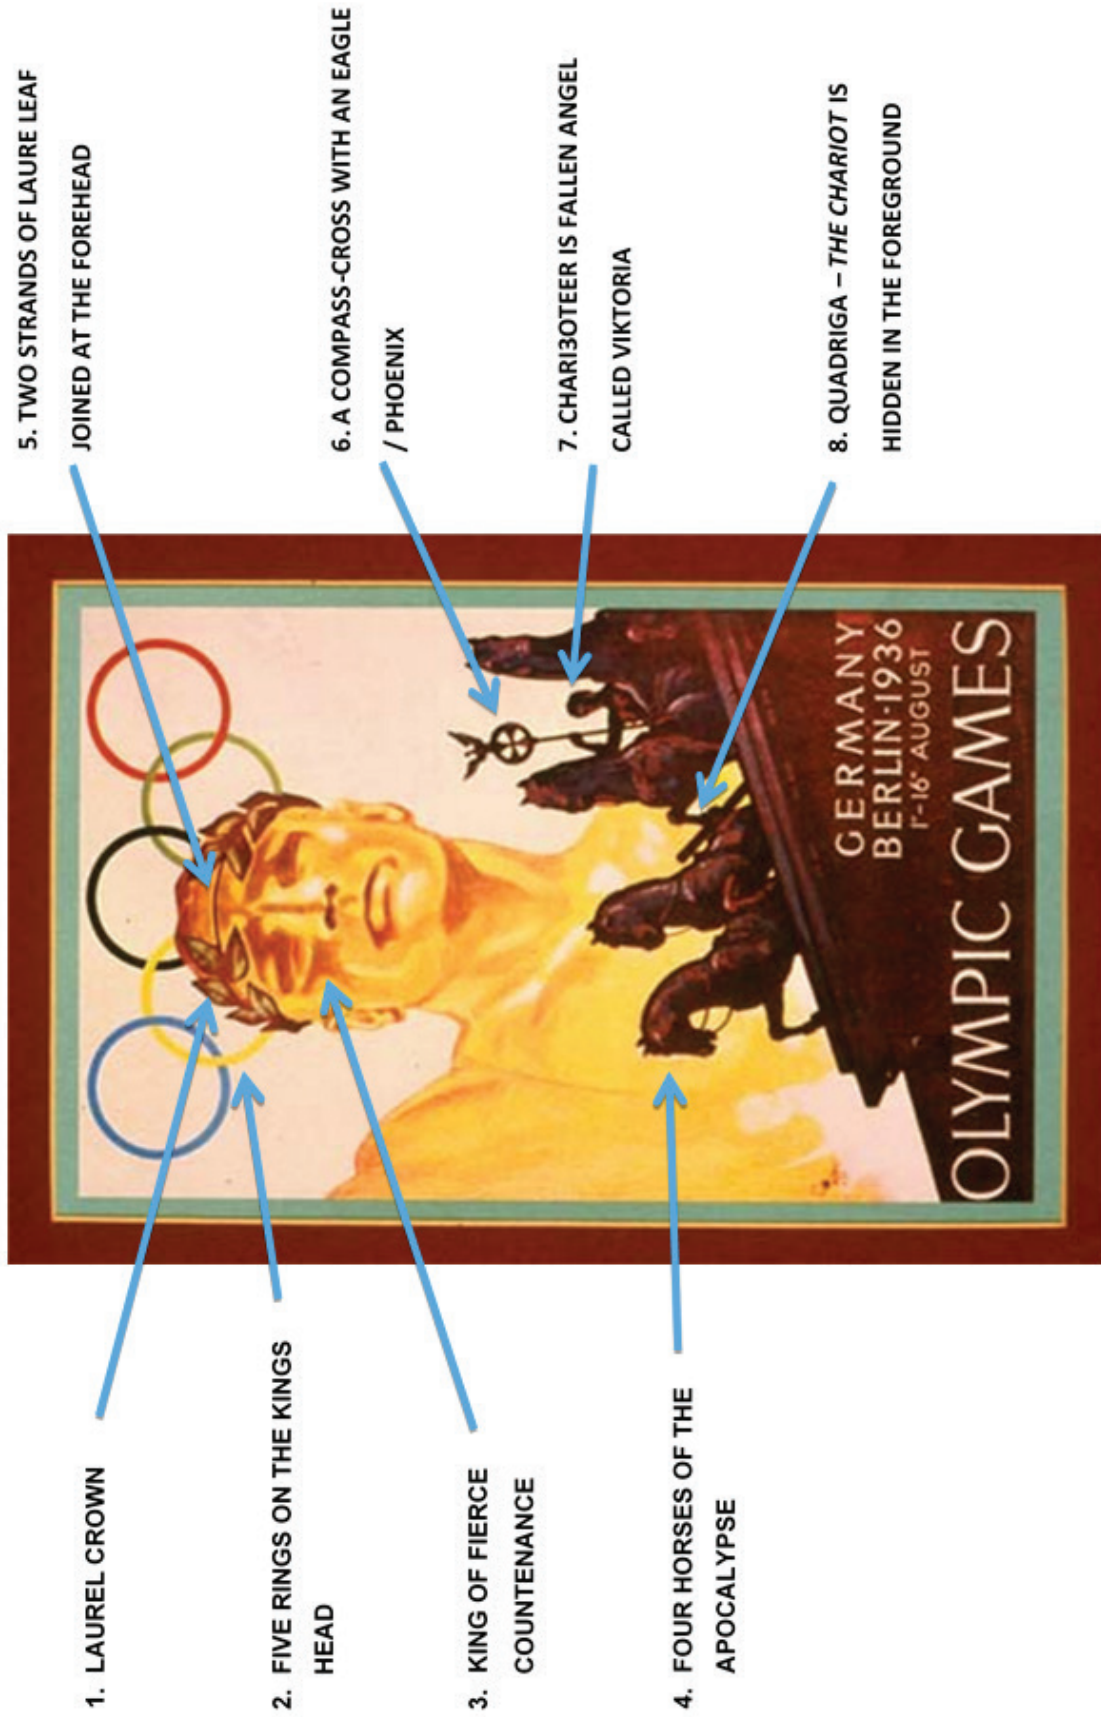 1. LAUREL CROWN
2. FIVE RINGS ON THE KINGS
HEAD
3. KING OF FIERCE
COUNTENANCE
4. FOUR HORSES OF THE
APOCALYPSE
5. TWO STRANDS OF LAURE LEAF
JOINED AT THE FOREHEAD
6. A COMPASS-CROSS WITH AN EAGLE
/ PHOENIX
7. CHARI3OTEER IS FALLEN ANGEL
CALLED VIKTORIA
8. QUADRIGA – THE CHARIOT IS
HIDDEN IN THE FOREGROUND
GERMANY
BERLIN·1936
1ˢᵗ-16ᵗʰ AUGUST
OLYMPIC GAMES